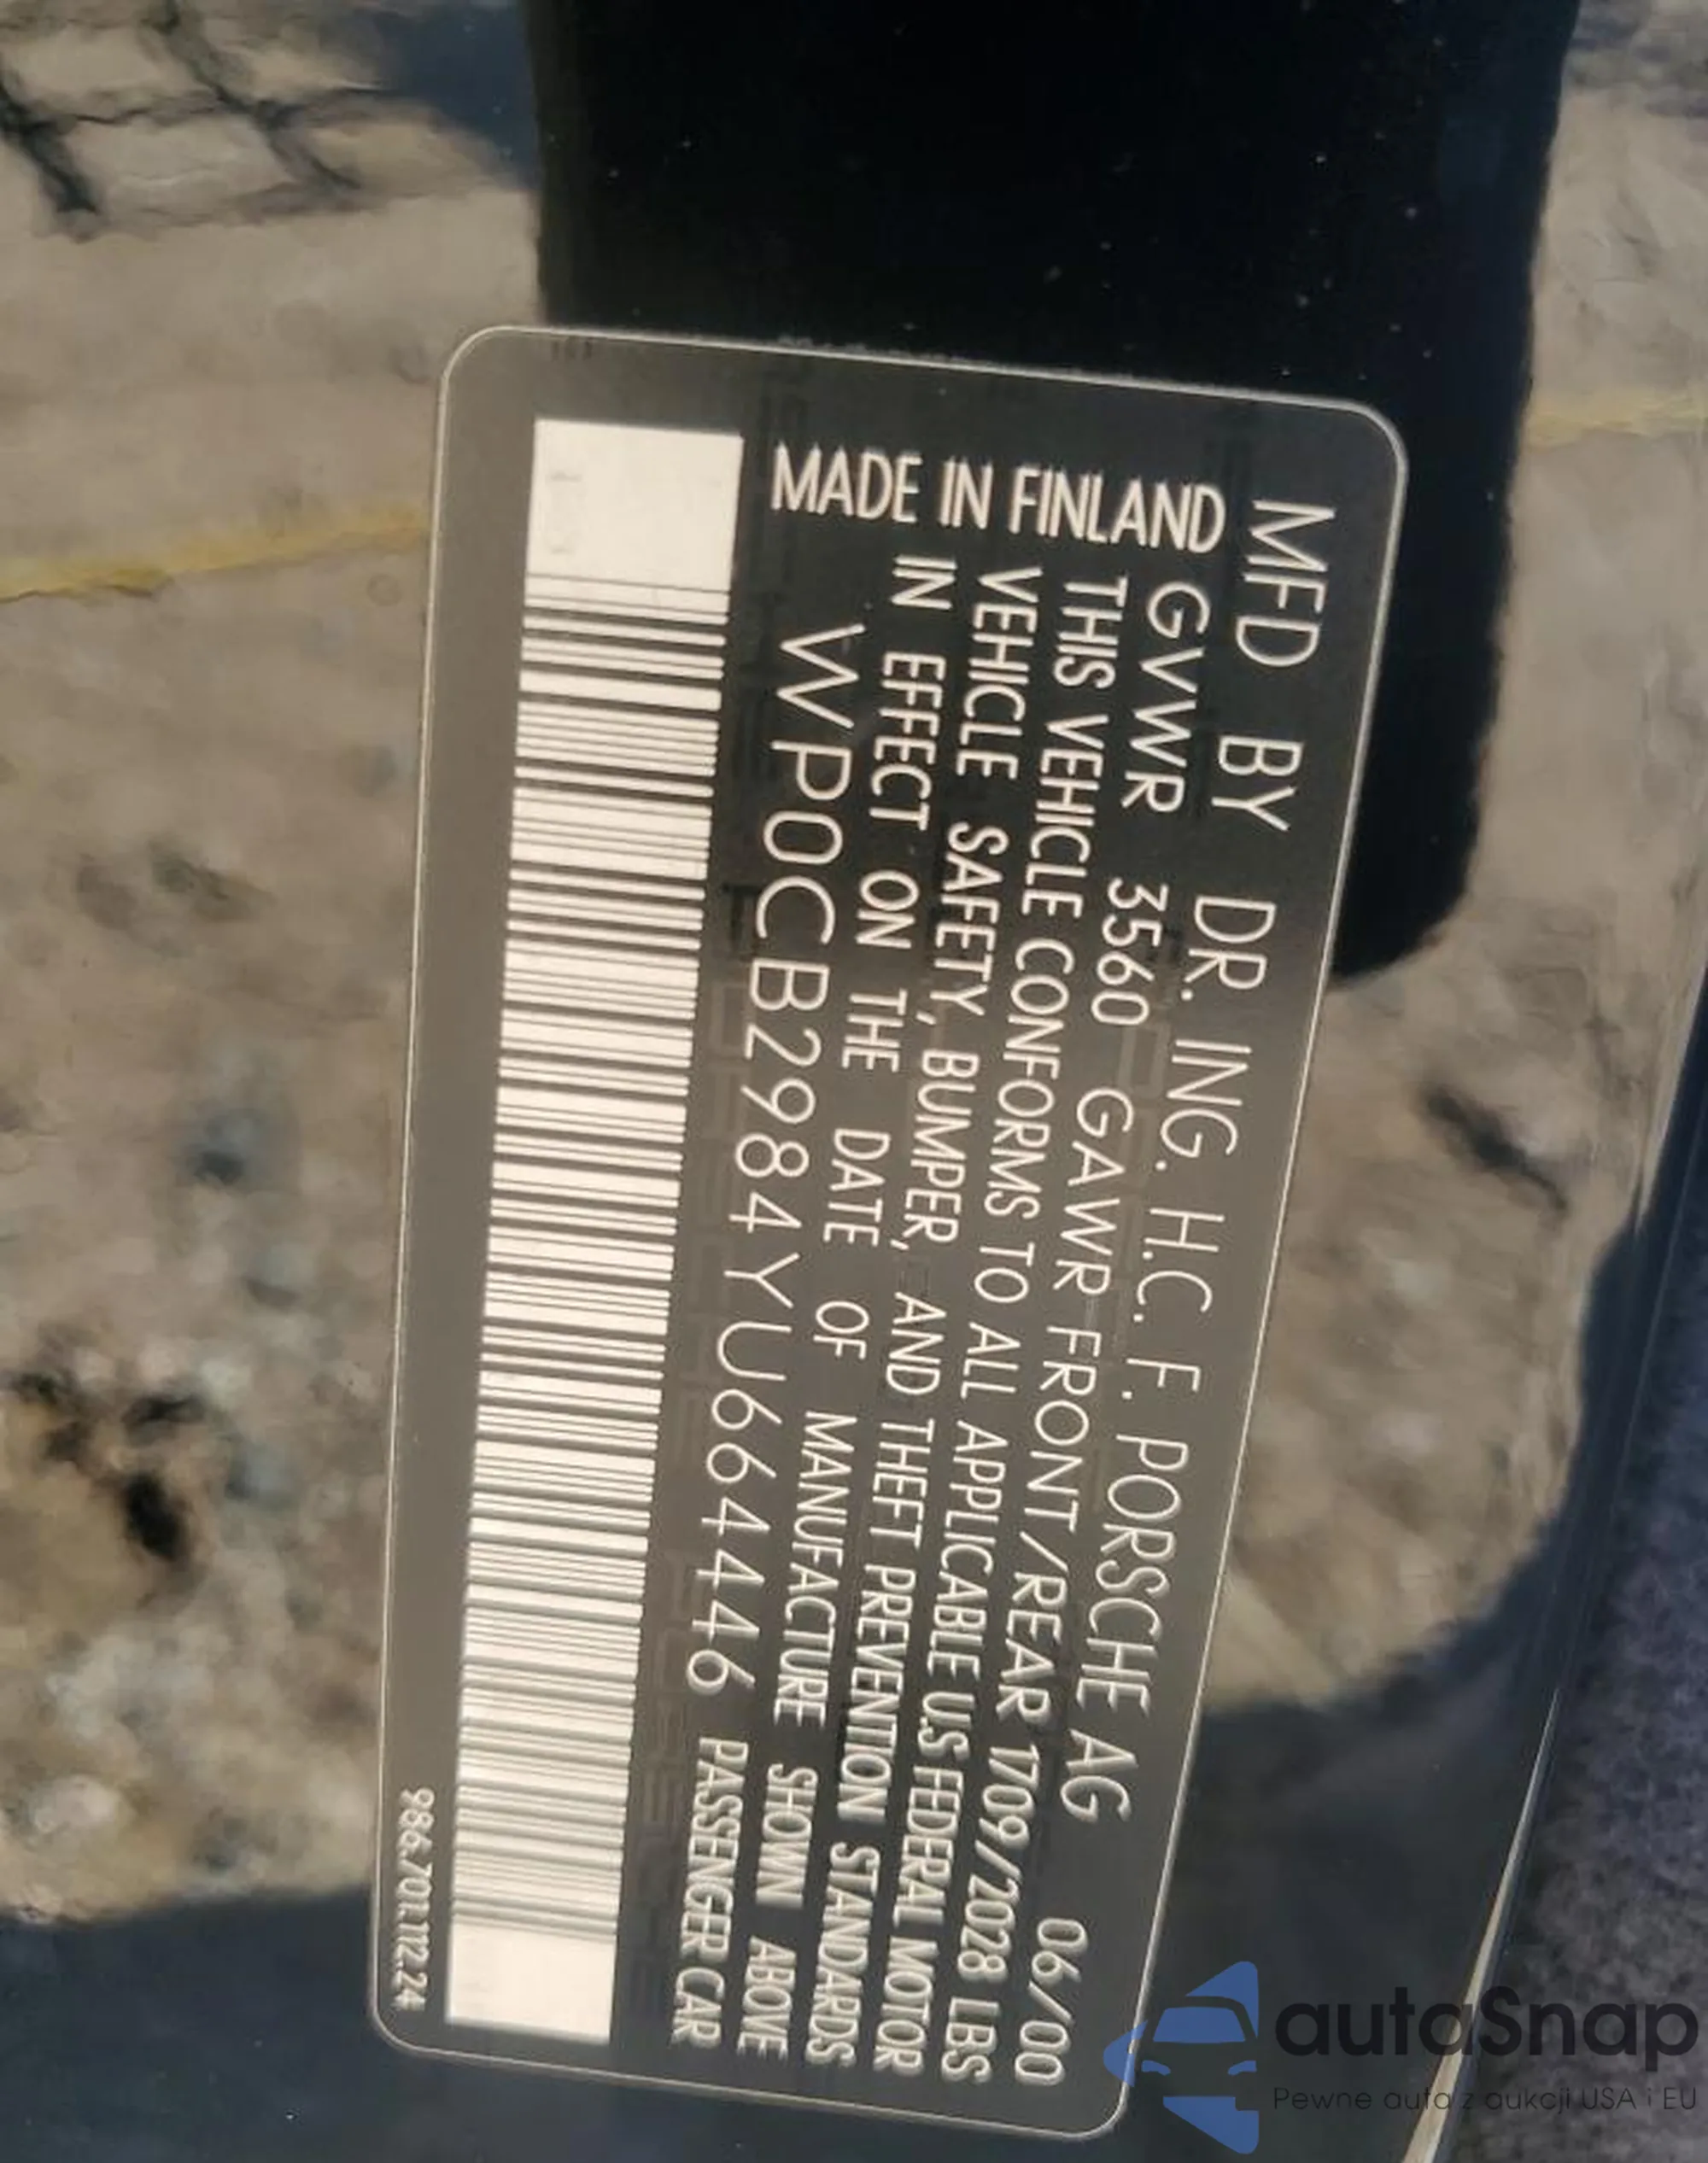 MFD BY DR. ING. H.C. F. PORSCHE AG 06/00
GVWR 3560 GAWR FRONT/REAR 1709/2028 LBS
THIS VEHICLE CONFORMS TO ALL APPLICABLE U.S FEDERAL MOTOR
VEHICLE SAFETY, BUMPER, AND THEFT PREVENTION STANDARDS
IN EFFECT ON THE DATE OF MANUFACTURE SHOWN ABOVE
WP0CB2984YU664446 PASSENGER CAR
MADE IN FINLAND
986.701.112.24
autaSnap
Pewne auta z aukcji USA i EU